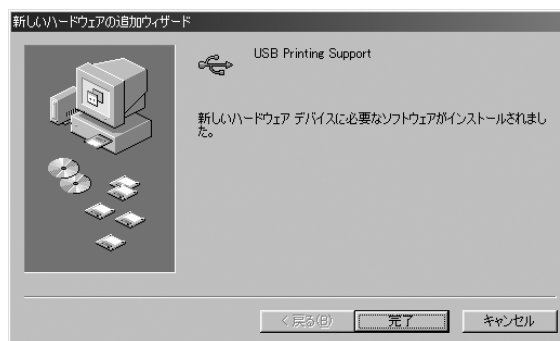 新しいハードウェアの追加ウィザード
USB Printing Support
新しいハードウェア デバイスに必要なソフトウェアがインストールされまし
た。
< 戻る(B)
完了
キャンセル